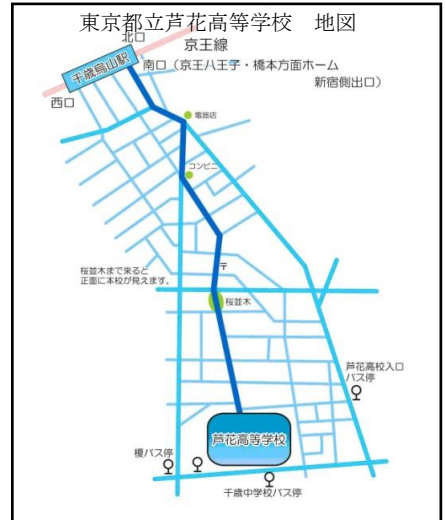 東京都立芦花高等学校　地図
北口
京王線
千歳烏山駅
南口（京王八王子・橋本方面ホーム
新宿側出口）
西口
電器店
コンビニ
〒
桜並木まで来ると
正面に本校が見えます。
桜並木
芦花高校入口
バス停
芦花高等学校
榎バス停
千歳中学校バス停